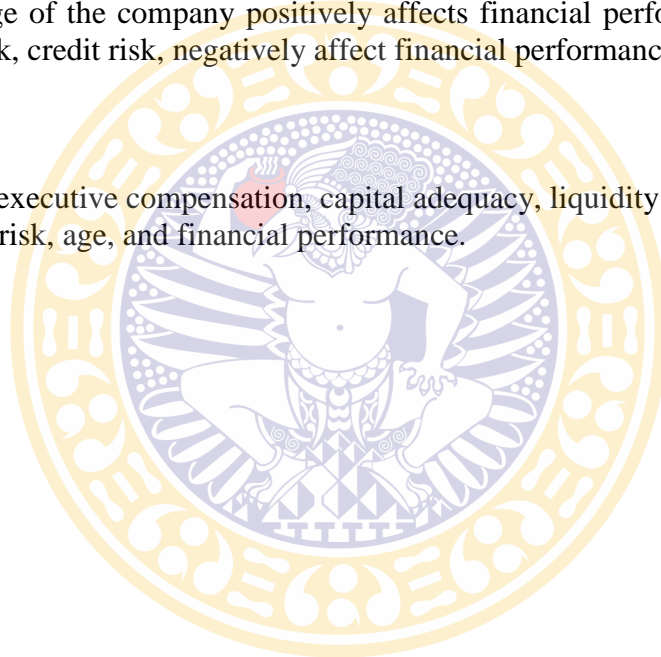 ge of the company positively affects financial perfo
k, credit risk, negatively affect financial performance
executive compensation, capital adequacy, liquidity
risk, age, and financial performance.